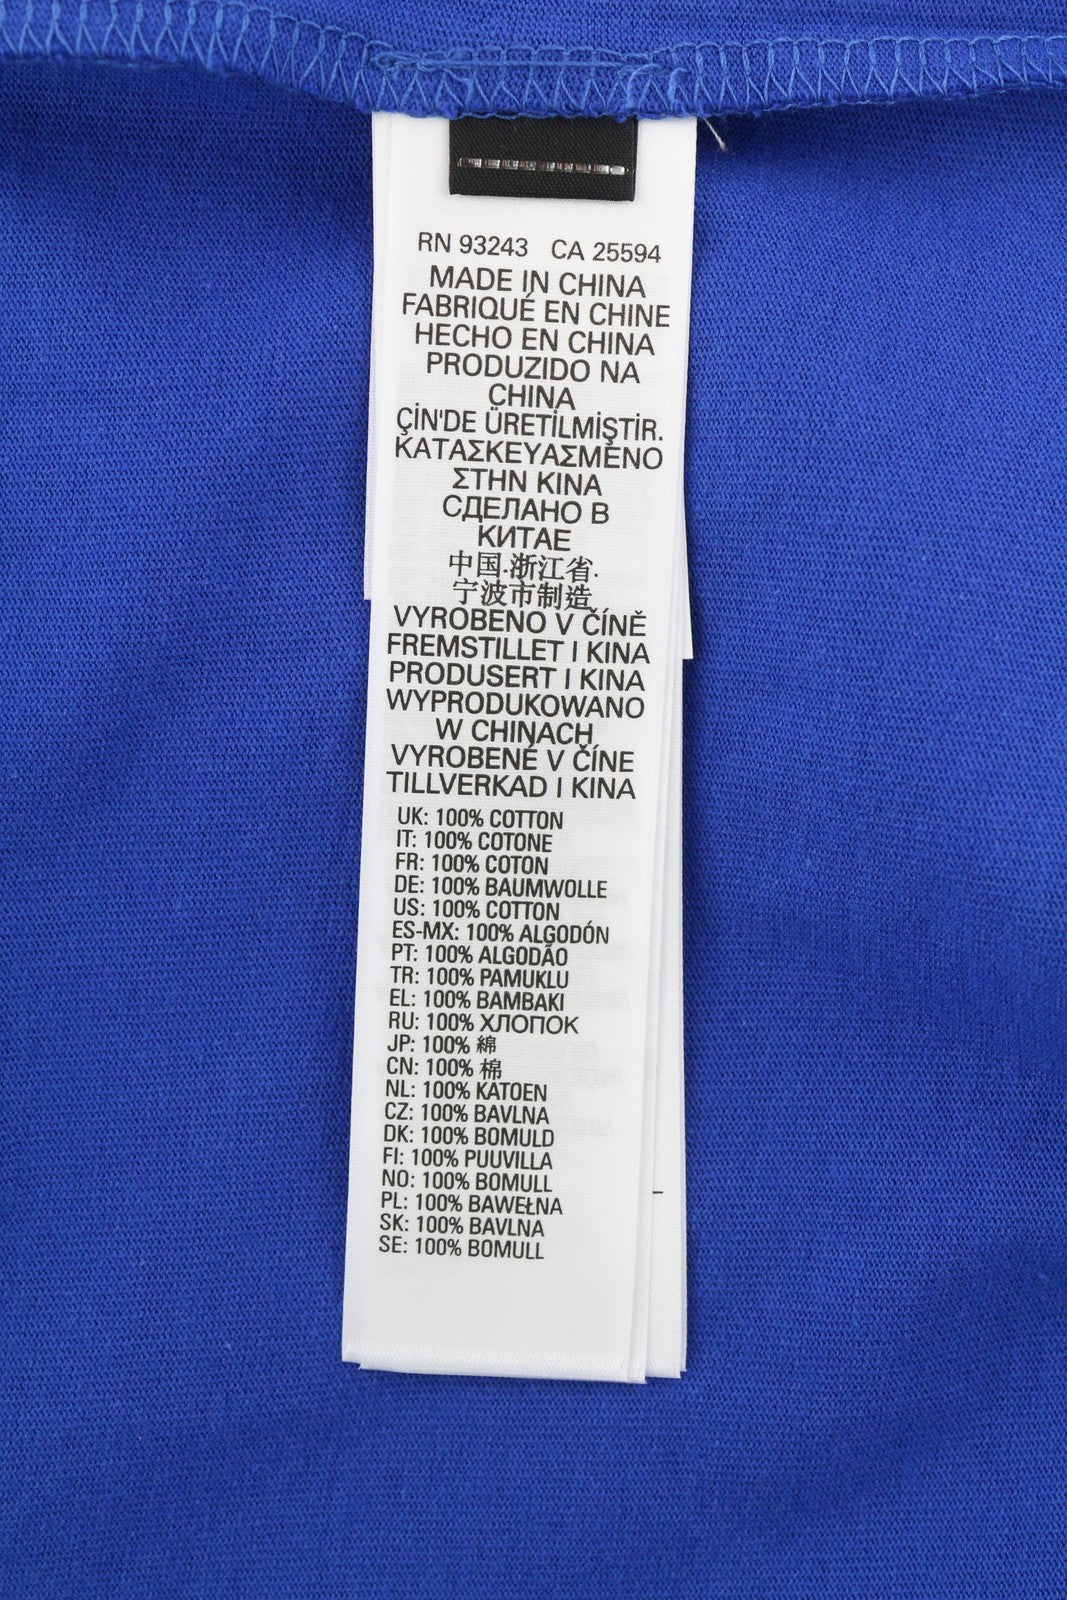 RN 93243 CA 25594
MADE IN CHINA
FABRIQUÉ EN CHINE
HECHO EN CHINA
PRODUZIDO NA
CHINA
ÇİN'DE ÜRETİLMİŞTİR.
ΚΑΤΑΣΚΕΥΑΣΜΕΝΟ
ΣΤΗΝ ΚΙΝΑ
СДЕЛАНО В
КИТАЕ
中国.浙江省.
宁波市制造
VYROBENO V ČÍNĚ
FREMSTILLET I KINA
PRODUSERT I KINA
WYPRODUKOWANO
W CHINACH
VYROBENÉ V ČÍNE
TILLVERKAD I KINA
UK: 100% COTTON
IT: 100% COTONE
FR: 100% COTON
DE: 100% BAUMWOLLE
US: 100% COTTON
ES-MX: 100% ALGODÓN
PT: 100% ALGODÃO
TR: 100% PAMUKLU
EL: 100% ΒΑΜΒΑΚΙ
RU: 100% ХЛОПОК
JP: 100% 綿
CN: 100% 棉
NL: 100% KATOEN
CZ: 100% BAVLNA
DK: 100% BOMULD
FI: 100% PUUVILLA
NO: 100% BOMULL
PL: 100% BAWEŁNA
SK: 100% BAVLNA
SE: 100% BOMULL